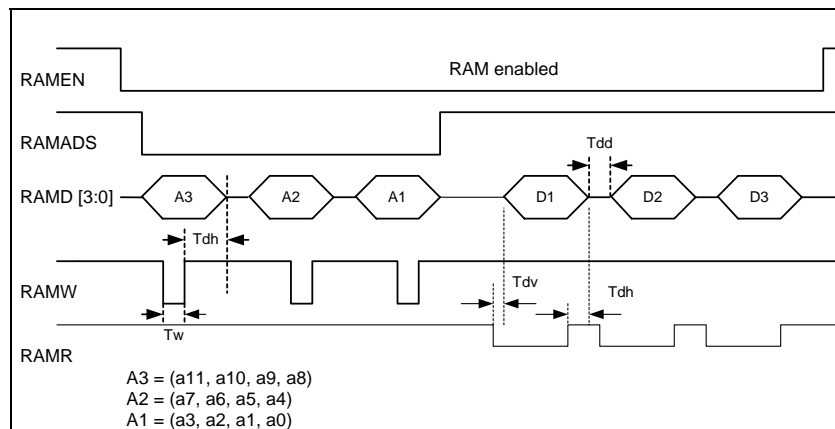 RAMEN
RAM enabled
RAMADS
Tdd
RAMD [3:0]
A3
A2
A1
D1
D2
D3
Tdh
RAMW
Tdv
Tdh
Tw
RAMR
A3 = (a11, a10, a9, a8)
A2 = (a7, a6, a5, a4)
A1 = (a3, a2, a1, a0)